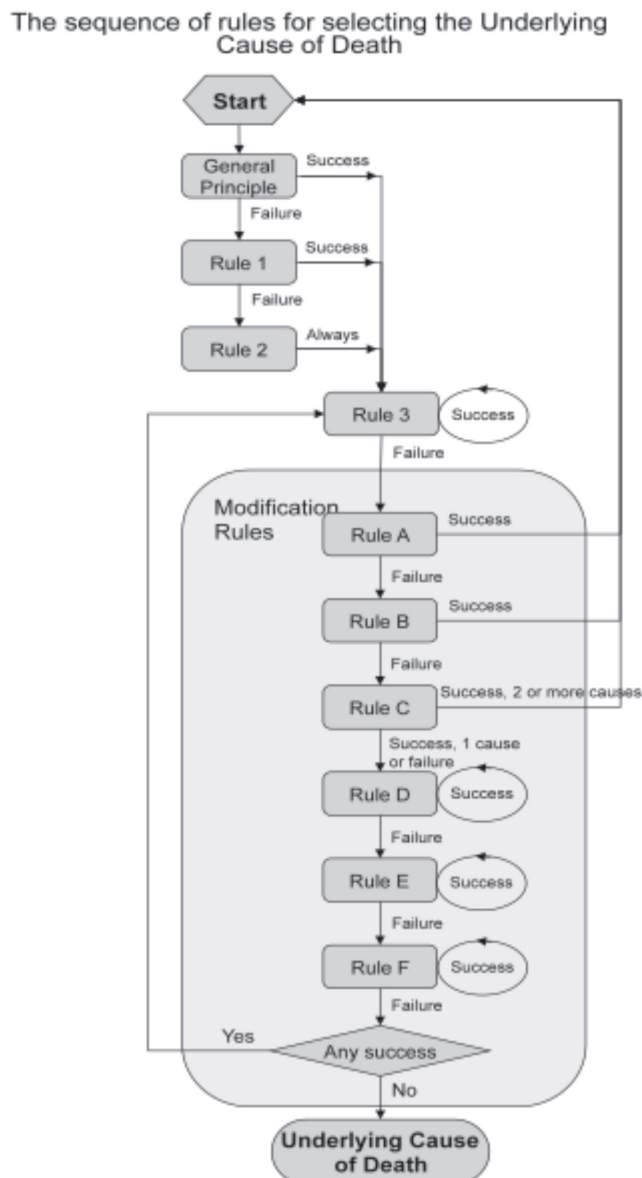 The sequence of rules for selecting the Underlying
Cause of Death
Start
General
Principle
Success
Failure
Rule 1
Success
Failure
Rule 2
Always
Rule 3
Success
Failure
Modification
Rules
Rule A
Success
Failure
Rule B
Success
Failure
Rule C
Success, 2 or more causes
Success, 1 cause
or failure
Rule D
Success
Failure
Rule E
Success
Failure
Rule F
Success
Failure
Yes
Any success
No
Underlying Cause
of Death